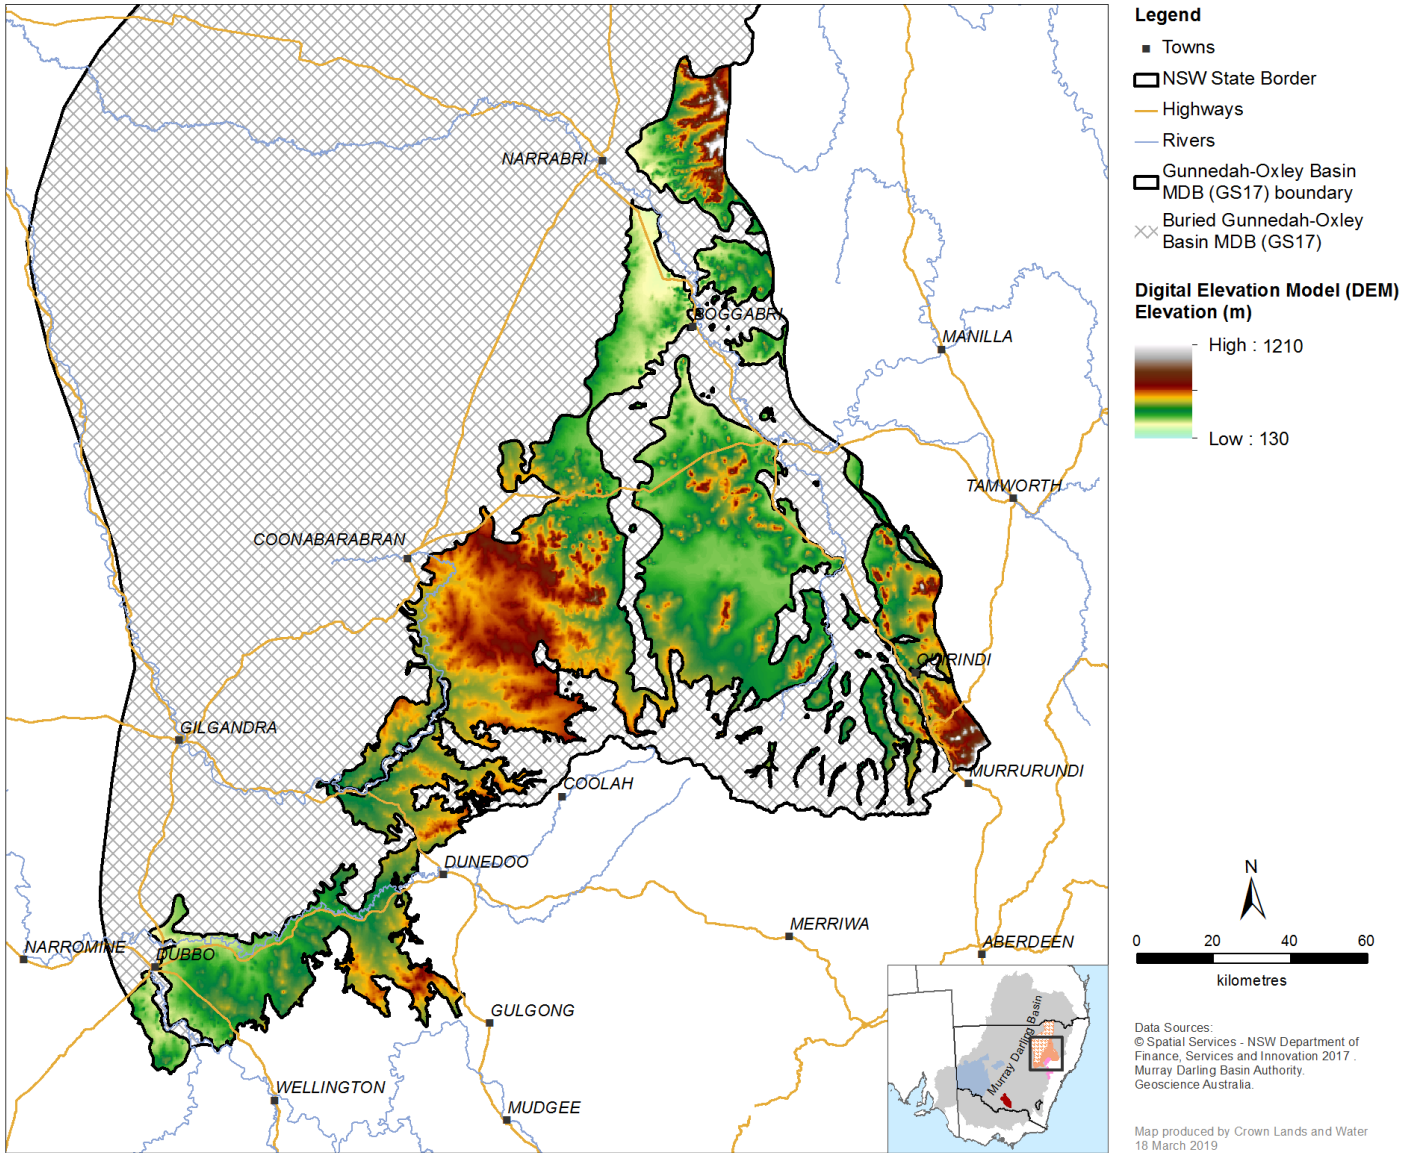 NARRABRI
BOGGABRI
MANILLA
TAMWORTH
COONABARABRAN
QUIRINDI
GILGANDRA
MURRURUNDI
COOLAH
DUNEDOO
MERRIWA
NARROMINE
DUBBO
ABERDEEN
GULGONG
WELLINGTON
MUDGEE
Murray Darling Basin
Legend
Towns
NSW State Border
Highways
Rivers
Gunnedah-Oxley Basin
MDB (GS17) boundary
Buried Gunnedah-Oxley
Basin MDB (GS17)
Digital Elevation Model (DEM)
Elevation (m)
High : 1210
Low : 130
N
0 20 40 60
kilometres
Data Sources:
© Spatial Services - NSW Department of
Finance, Services and Innovation 2017 .
Murray Darling Basin Authority.
Geoscience Australia.
Map produced by Crown Lands and Water
18 March 2019